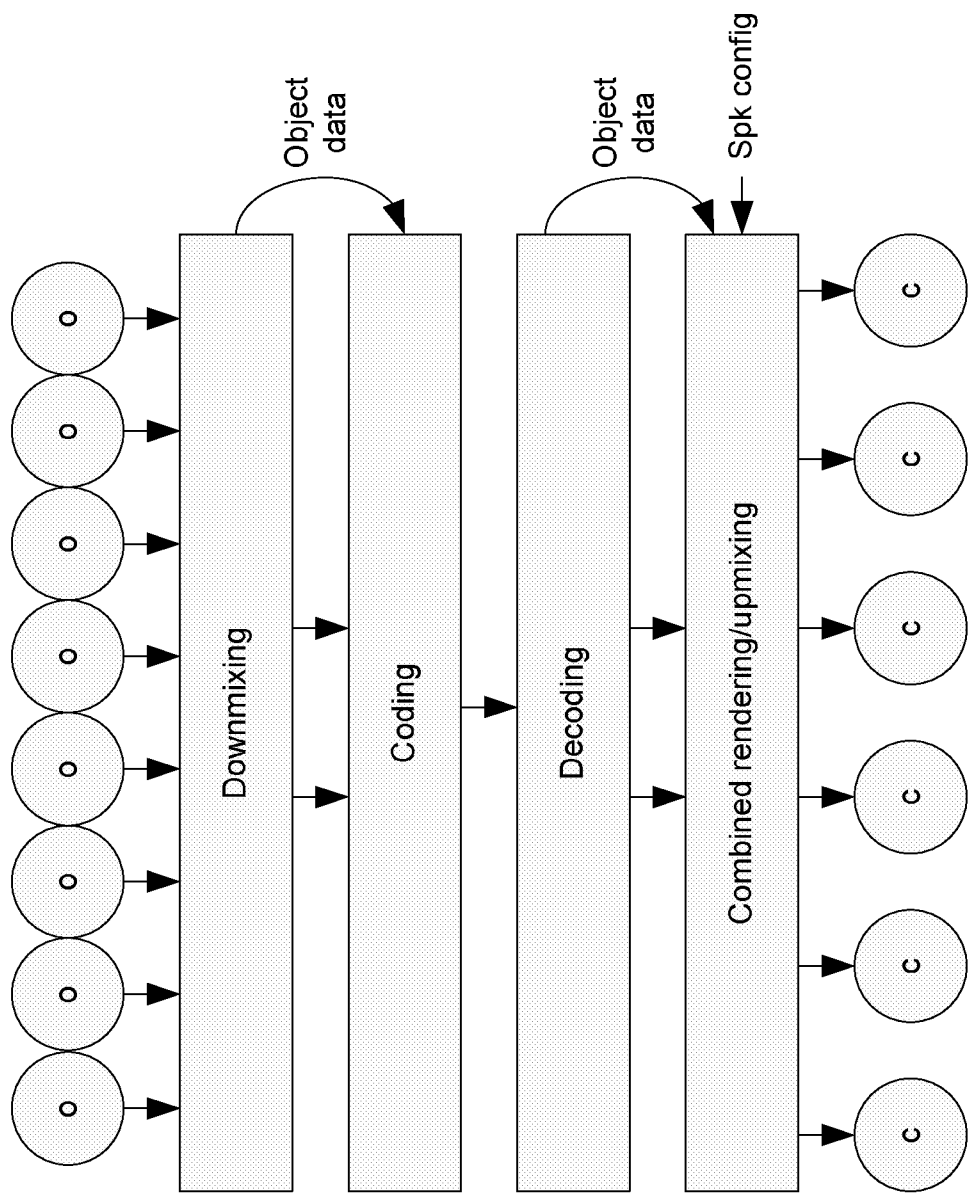 O
O
O
O
O
O
O
O
Downmixing
Object
data
Coding
Decoding
Object
data
Combined rendering/upmixing
Spk config
C
C
C
C
C
C